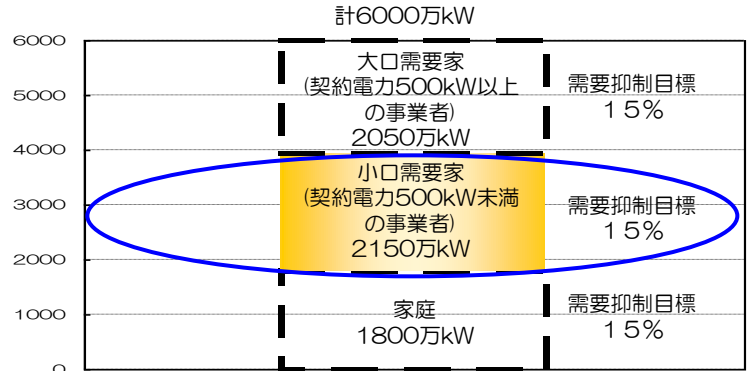 計6000万kW
6000
5000
4000
3000
2000
1000
0
大口需要家
(契約電力500kW以上
の事業者)
2050万kW
需要抑制目標
１５%
小口需要家
(契約電力500kW未満
の事業者)
2150万kW
需要抑制目標
１５%
家庭
1800万kW
需要抑制目標
１５%